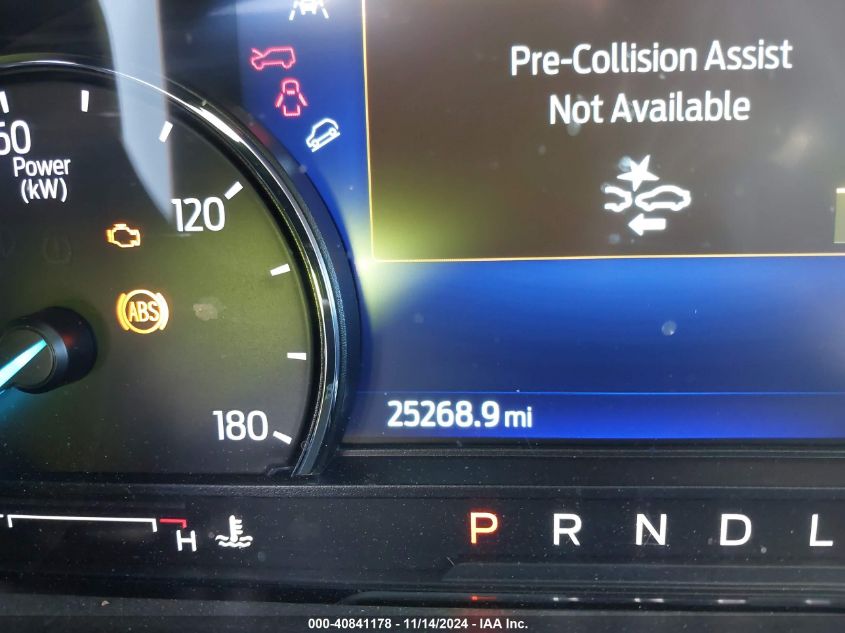 Pre-Collision Assist
Not Available
Power
(kW)
120
ABS
180
25268.9 mi
H
P R N D L
000-40841178 - 11/14/2024 - IAA Inc.